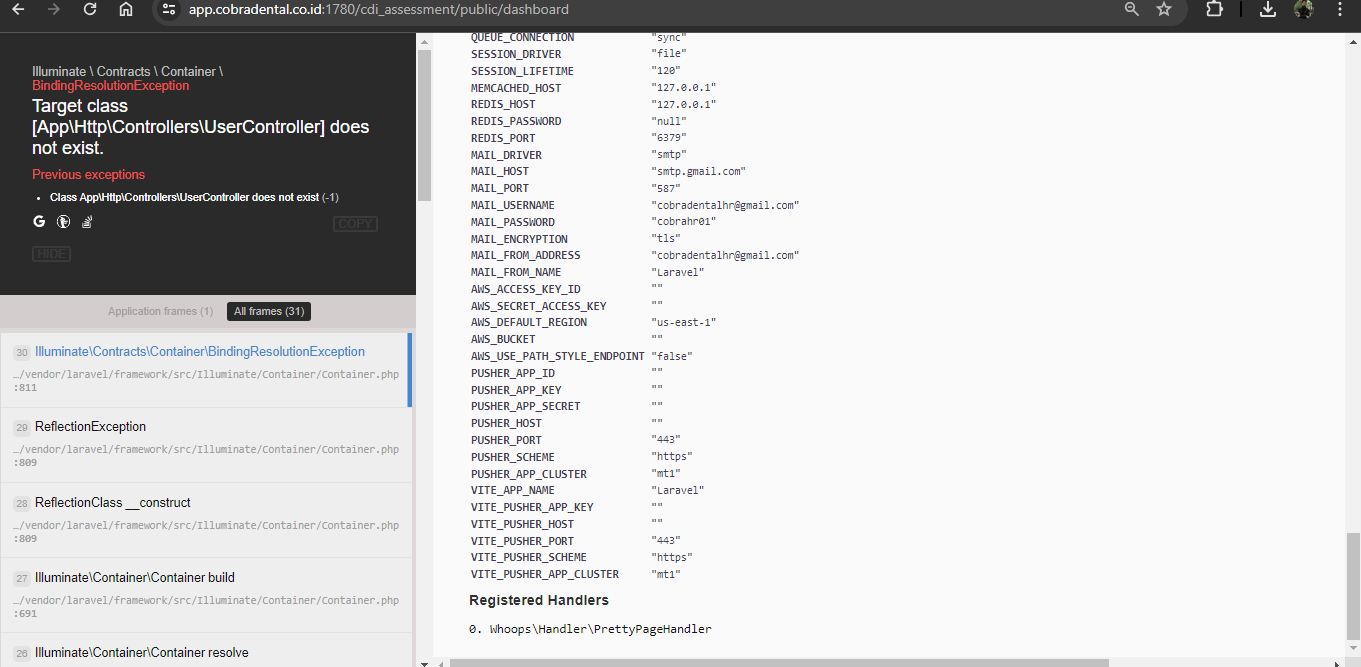 app.cobradental.co.id:1780/cdi_assessment/public/dashboard
Illuminate \ Contracts \ Container \
BindingResolutionException
Target class
[App\Http\Controllers\UserController] does
not exist.
Previous exceptions
• Class App\Http\Controllers\UserController does not exist (-1)
COPY
HIDE
Application frames (1) All frames (31)
30 Illuminate\Contracts\Container\BindingResolutionException
…/vendor/laravel/framework/src/Illuminate/Container/Container.php
:811
29 ReflectionException
…/vendor/laravel/framework/src/Illuminate/Container/Container.php
:809
28 ReflectionClass __construct
…/vendor/laravel/framework/src/Illuminate/Container/Container.php
:809
27 Illuminate\Container\Container build
…/vendor/laravel/framework/src/Illuminate/Container/Container.php
:691
26 Illuminate\Container\Container resolve
QUEUE_CONNECTION "sync"
SESSION_DRIVER "file"
SESSION_LIFETIME "120"
MEMCACHED_HOST "127.0.0.1"
REDIS_HOST "127.0.0.1"
REDIS_PASSWORD "null"
REDIS_PORT "6379"
MAIL_DRIVER "smtp"
MAIL_HOST "smtp.gmail.com"
MAIL_PORT "587"
MAIL_USERNAME "cobradentalhr@gmail.com"
MAIL_PASSWORD "cobrahr01"
MAIL_ENCRYPTION "tls"
MAIL_FROM_ADDRESS "cobradentalhr@gmail.com"
MAIL_FROM_NAME "Laravel"
AWS_ACCESS_KEY_ID ""
AWS_SECRET_ACCESS_KEY ""
AWS_DEFAULT_REGION "us-east-1"
AWS_BUCKET ""
AWS_USE_PATH_STYLE_ENDPOINT "false"
PUSHER_APP_ID ""
PUSHER_APP_KEY ""
PUSHER_APP_SECRET ""
PUSHER_HOST ""
PUSHER_PORT "443"
PUSHER_SCHEME "https"
PUSHER_APP_CLUSTER "mt1"
VITE_APP_NAME "Laravel"
VITE_PUSHER_APP_KEY ""
VITE_PUSHER_HOST ""
VITE_PUSHER_PORT "443"
VITE_PUSHER_SCHEME "https"
VITE_PUSHER_APP_CLUSTER "mt1"
Registered Handlers
0. Whoops\Handler\PrettyPageHandler